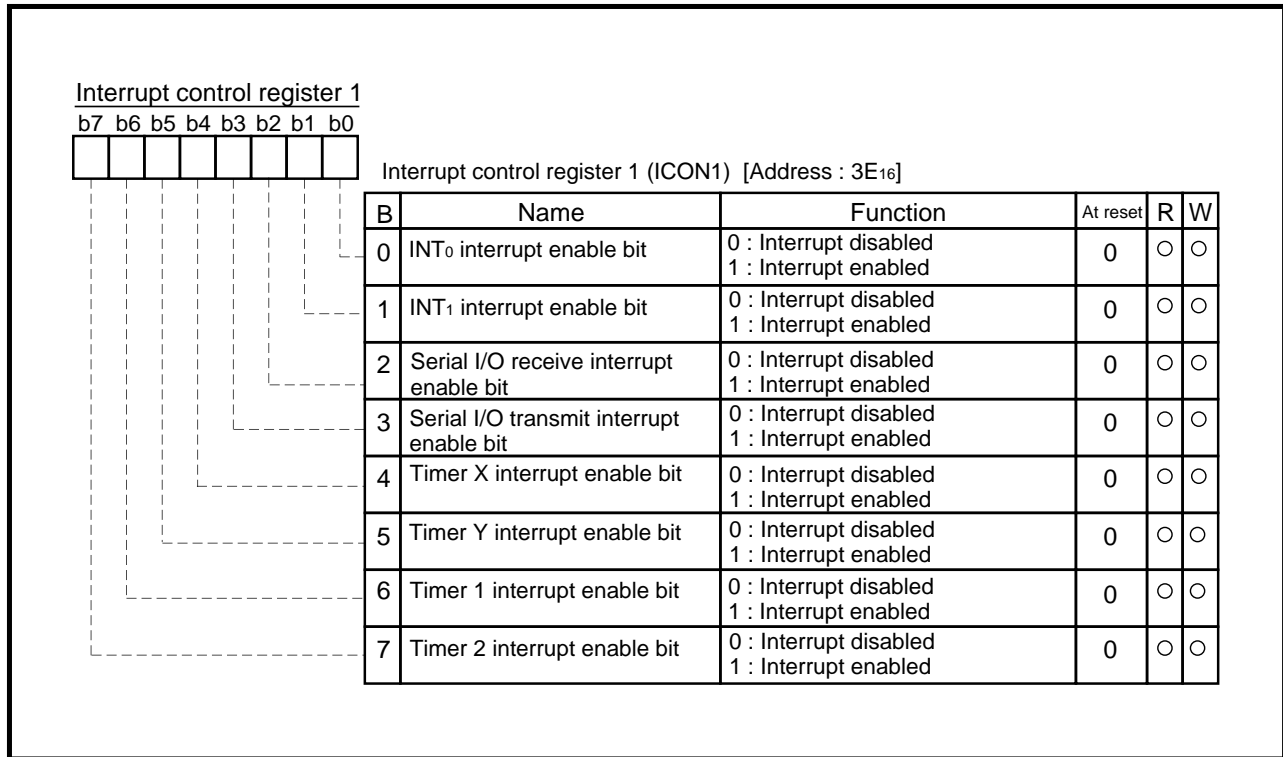 Interrupt control register 1
b7 b6 b5 b4 b3 b2 b1 b0
Interrupt control register 1 (ICON1) [Address : 3E16]
B Name Function At reset R W
0 INT0 interrupt enable bit 0 : Interrupt disabled 0 ○ ○
1 : Interrupt enabled
1 INT1 interrupt enable bit 0 : Interrupt disabled 0 ○ ○
1 : Interrupt enabled
2 Serial I/O receive interrupt 0 : Interrupt disabled 0 ○ ○
enable bit 1 : Interrupt enabled
3 Serial I/O transmit interrupt 0 : Interrupt disabled 0 ○ ○
enable bit 1 : Interrupt enabled
4 Timer X interrupt enable bit 0 : Interrupt disabled 0 ○ ○
1 : Interrupt enabled
5 Timer Y interrupt enable bit 0 : Interrupt disabled 0 ○ ○
1 : Interrupt enabled
6 Timer 1 interrupt enable bit 0 : Interrupt disabled 0 ○ ○
1 : Interrupt enabled
7 Timer 2 interrupt enable bit 0 : Interrupt disabled 0 ○ ○
1 : Interrupt enabled